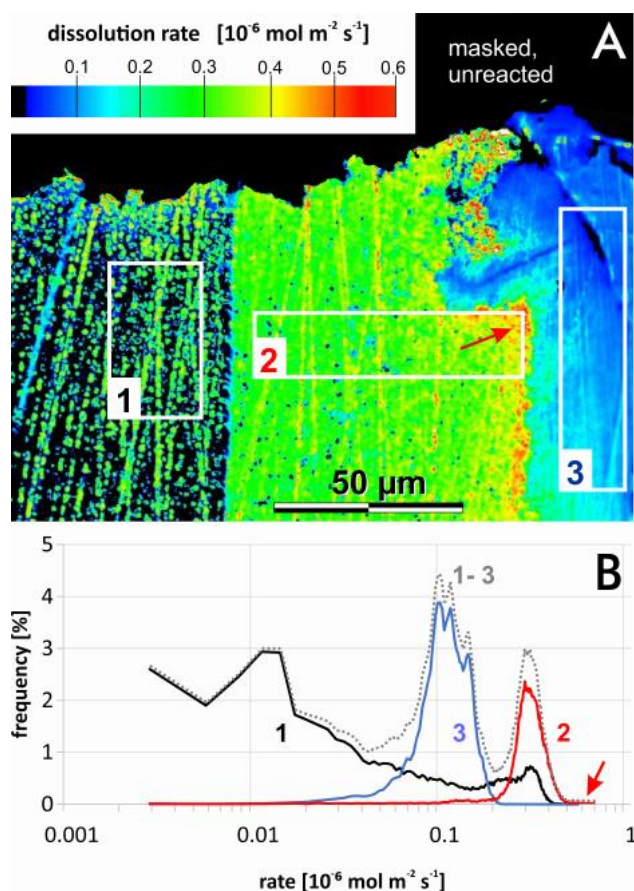 dissolution rate [10⁻⁶ mol m⁻² s⁻¹]
0.1 0.2 0.3 0.4 0.5 0.6
masked,
unreacted
A
1
2
3
50 µm
B
5
4
3
2
1
0
frequency [%]
1- 3
1
3
2
0.001 0.01 0.1 1
rate [10⁻⁶ mol m⁻² s⁻¹]